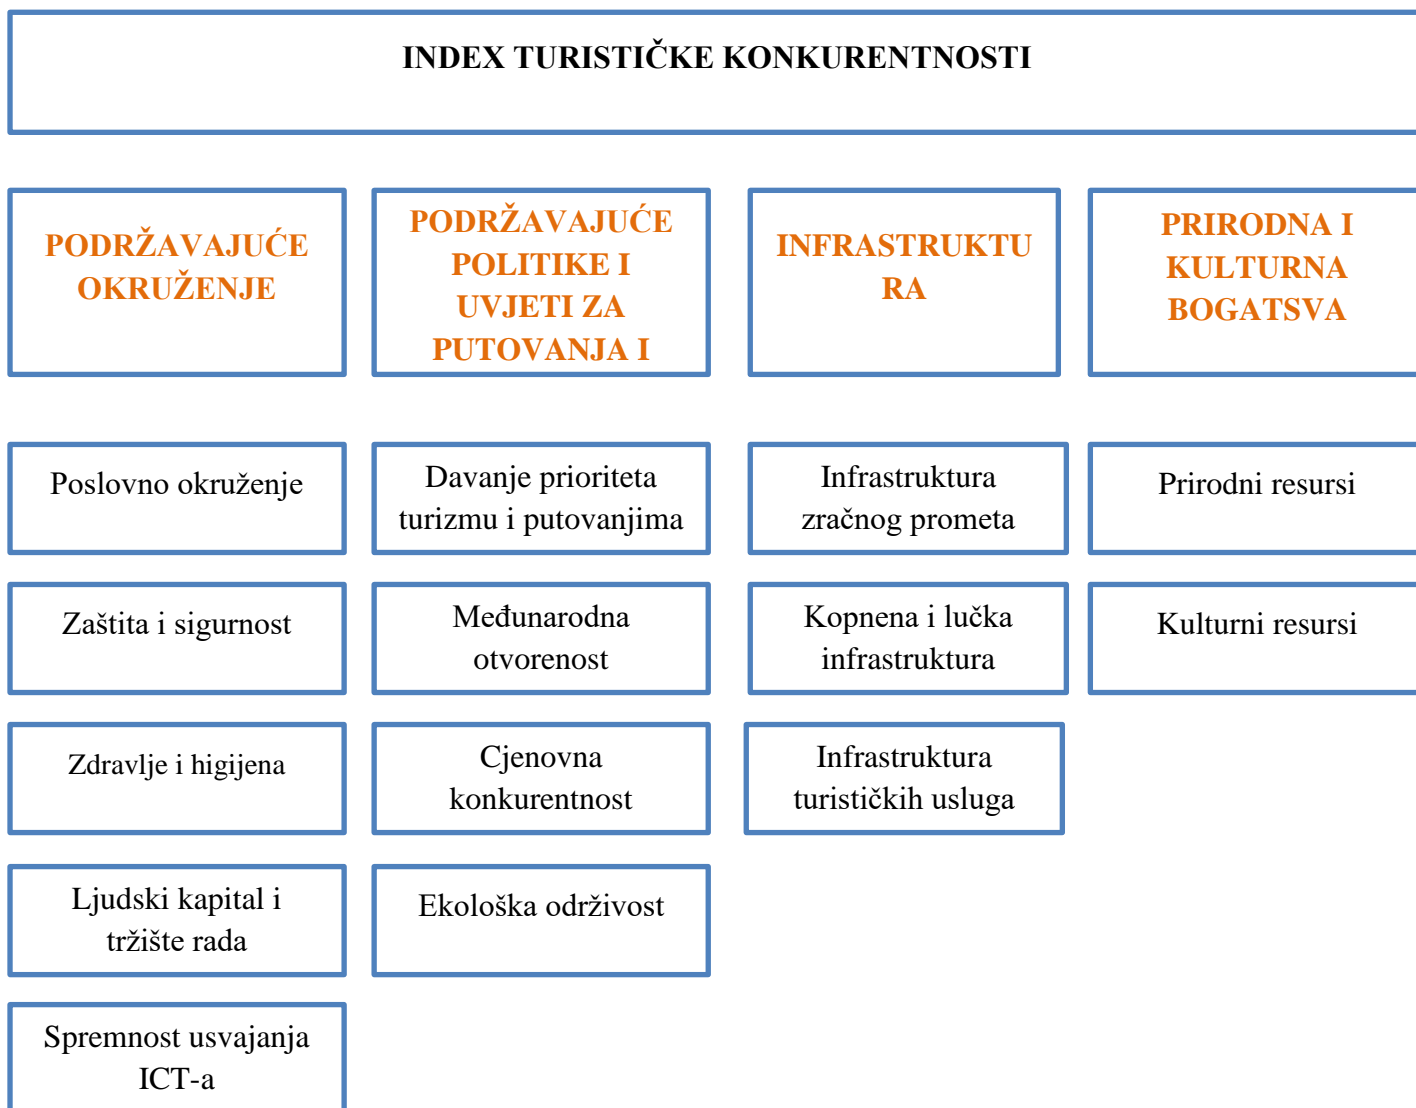 INDEX TURISTIČKE KONKURENTNOSTI
PODRŽAVAJUĆE
OKRUŽENJE
PODRŽAVAJUĆE
POLITIKE I
UVJETI ZA
PUTOVANJA I
INFRASTRUKTU
RA
PRIRODNA I
KULTURNA
BOGATSVA
Poslovno okruženje
Davanje prioriteta
turizmu i putovanjima
Infrastruktura
zračnog prometa
Prirodni resursi
Zaštita i sigurnost
Međunarodna
otvorenost
Kopnena i lučka
infrastruktura
Kulturni resursi
Zdravlje i higijena
Cjenovna
konkurentnost
Infrastruktura
turističkih usluga
Ljudski kapital i
tržište rada
Ekološka održivost
Spremnost usvajanja
ICT-a